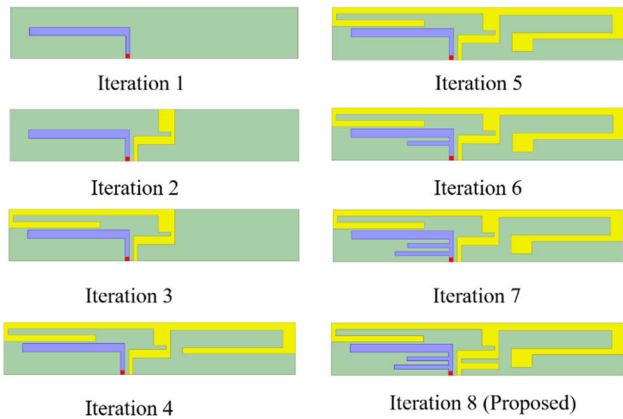 Iteration 1
Iteration 2
Iteration 3
Iteration 4
Iteration 5
Iteration 6
Iteration 7
Iteration 8 (Proposed)